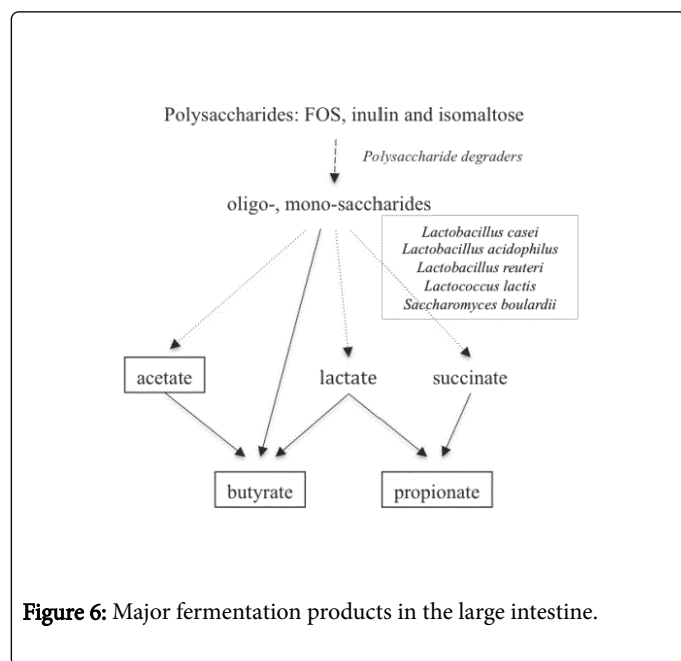 Polysaccharides: FOS, inulin and isomaltose
Polysaccharide degraders
oligo-, mono-saccharides
Lactobacillus casei
Lactobacillus acidophilus
Lactobacillus reuteri
Lactococcus lactis
Saccharomyces boulardii
acetate
lactate
succinate
butyrate
propionate
Figure 6: Major fermentation products in the large intestine.